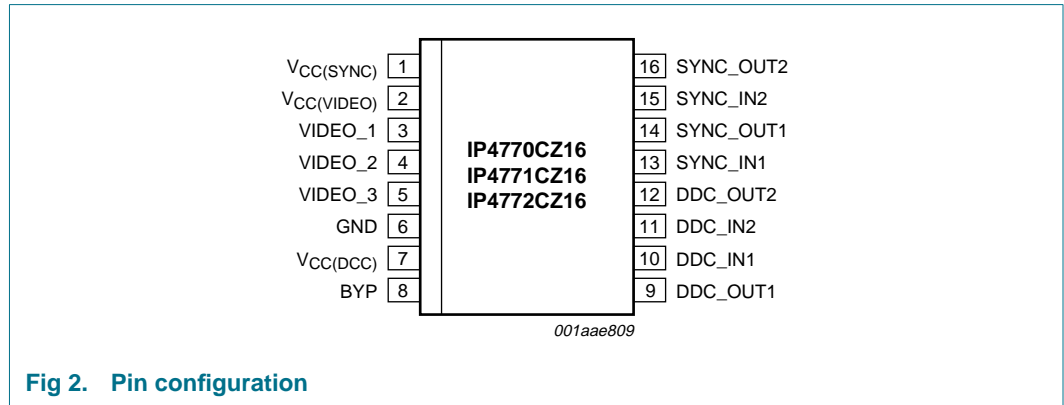 VCC(SYNC) 1
VCC(VIDEO) 2
VIDEO_1 3
VIDEO_2 4
VIDEO_3 5
GND 6
VCC(DCC) 7
BYP 8
IP4770CZ16
IP4771CZ16
IP4772CZ16
16 SYNC_OUT2
15 SYNC_IN2
14 SYNC_OUT1
13 SYNC_IN1
12 DDC_OUT2
11 DDC_IN2
10 DDC_IN1
9 DDC_OUT1
001aae809
Fig 2. Pin configuration